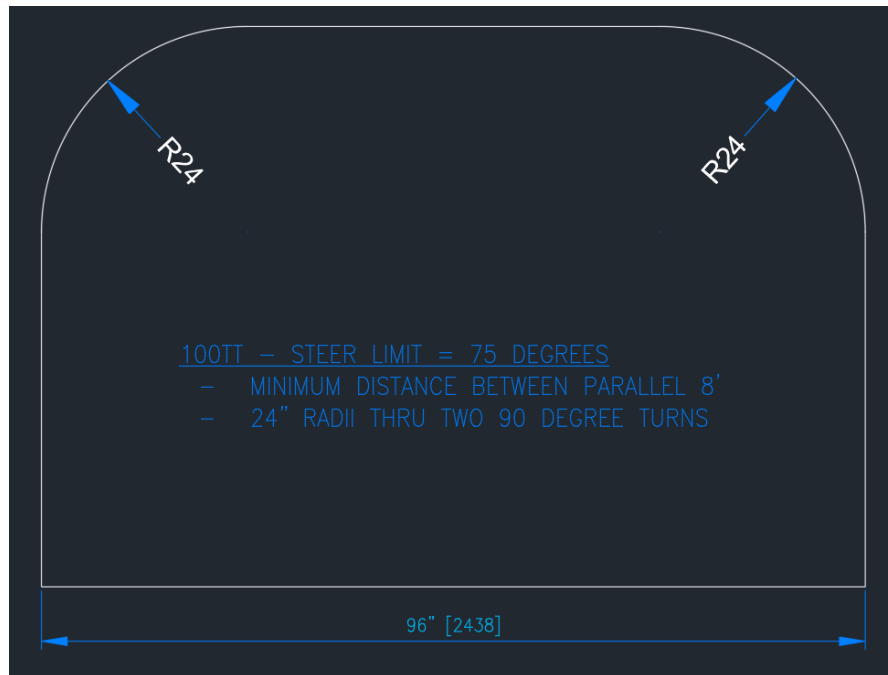 R24
R24
100TT - STEER LIMIT = 75 DEGREES
- MINIMUM DISTANCE BETWEEN PARALLEL 8'
- 24" RADII THRU TWO 90 DEGREE TURNS
96" [2438]